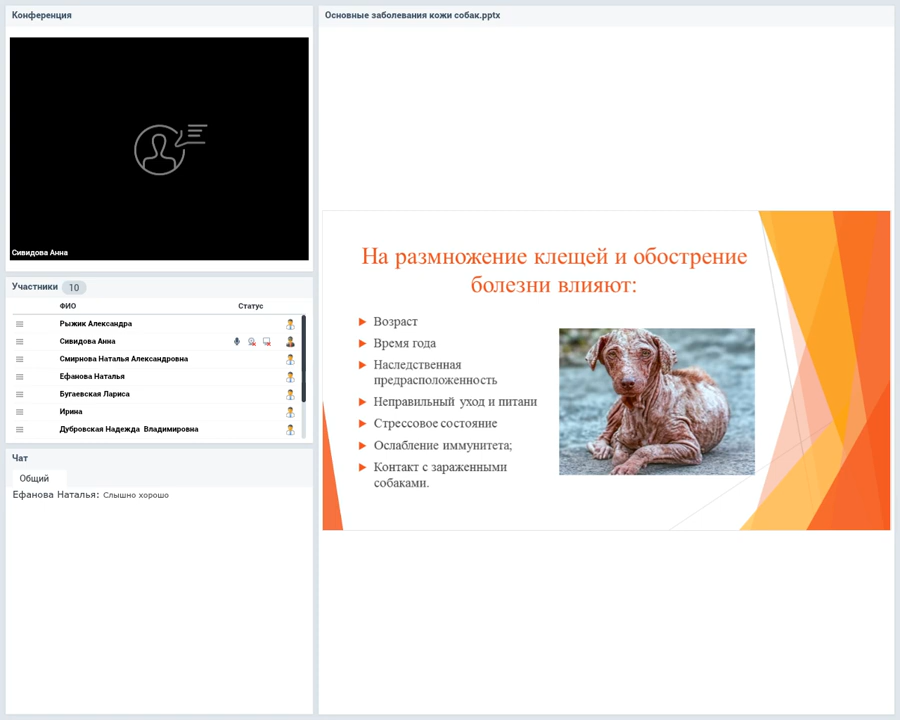 Конференция
Сивидова Анна
Участники 10
ФИО Статус
Рыжик Александра
Сивидова Анна
Смирнова Наталья Александровна
Ефанова Наталья
Бугаевская Лариса
Ирина
Дубровская Надежда Владимировна
Чат
Общий
Ефанова Наталья: Слышно хорошо
Основные заболевания кожи собак.pptx
На размножение клещей и обострение
болезни влияют:
Возраст
Время года
Наследственная
предрасположенность
Неправильный уход и питани
Стрессовое состояние
Ослабление иммунитета;
Контакт с зараженными
собаками.